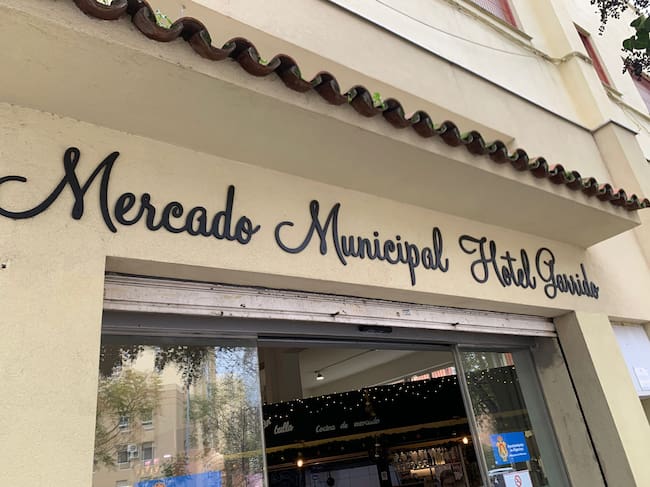 Mercado Municipal Hotel Garrido
Cocina de mercado